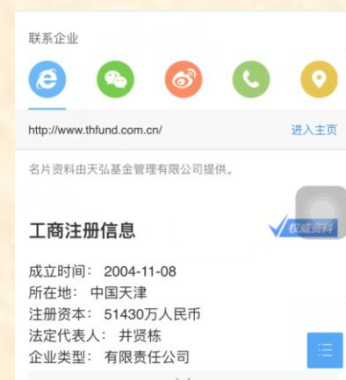 联系企业
http://www.thfund.com.cn/ 进入主页
名片资料由天弘基金管理有限公司提供。
工商注册信息 权威资料
成立时间： 2004-11-08
所在地： 中国天津
注册资本： 51430万人民币
法定代表人： 井贤栋
企业类型： 有限责任公司